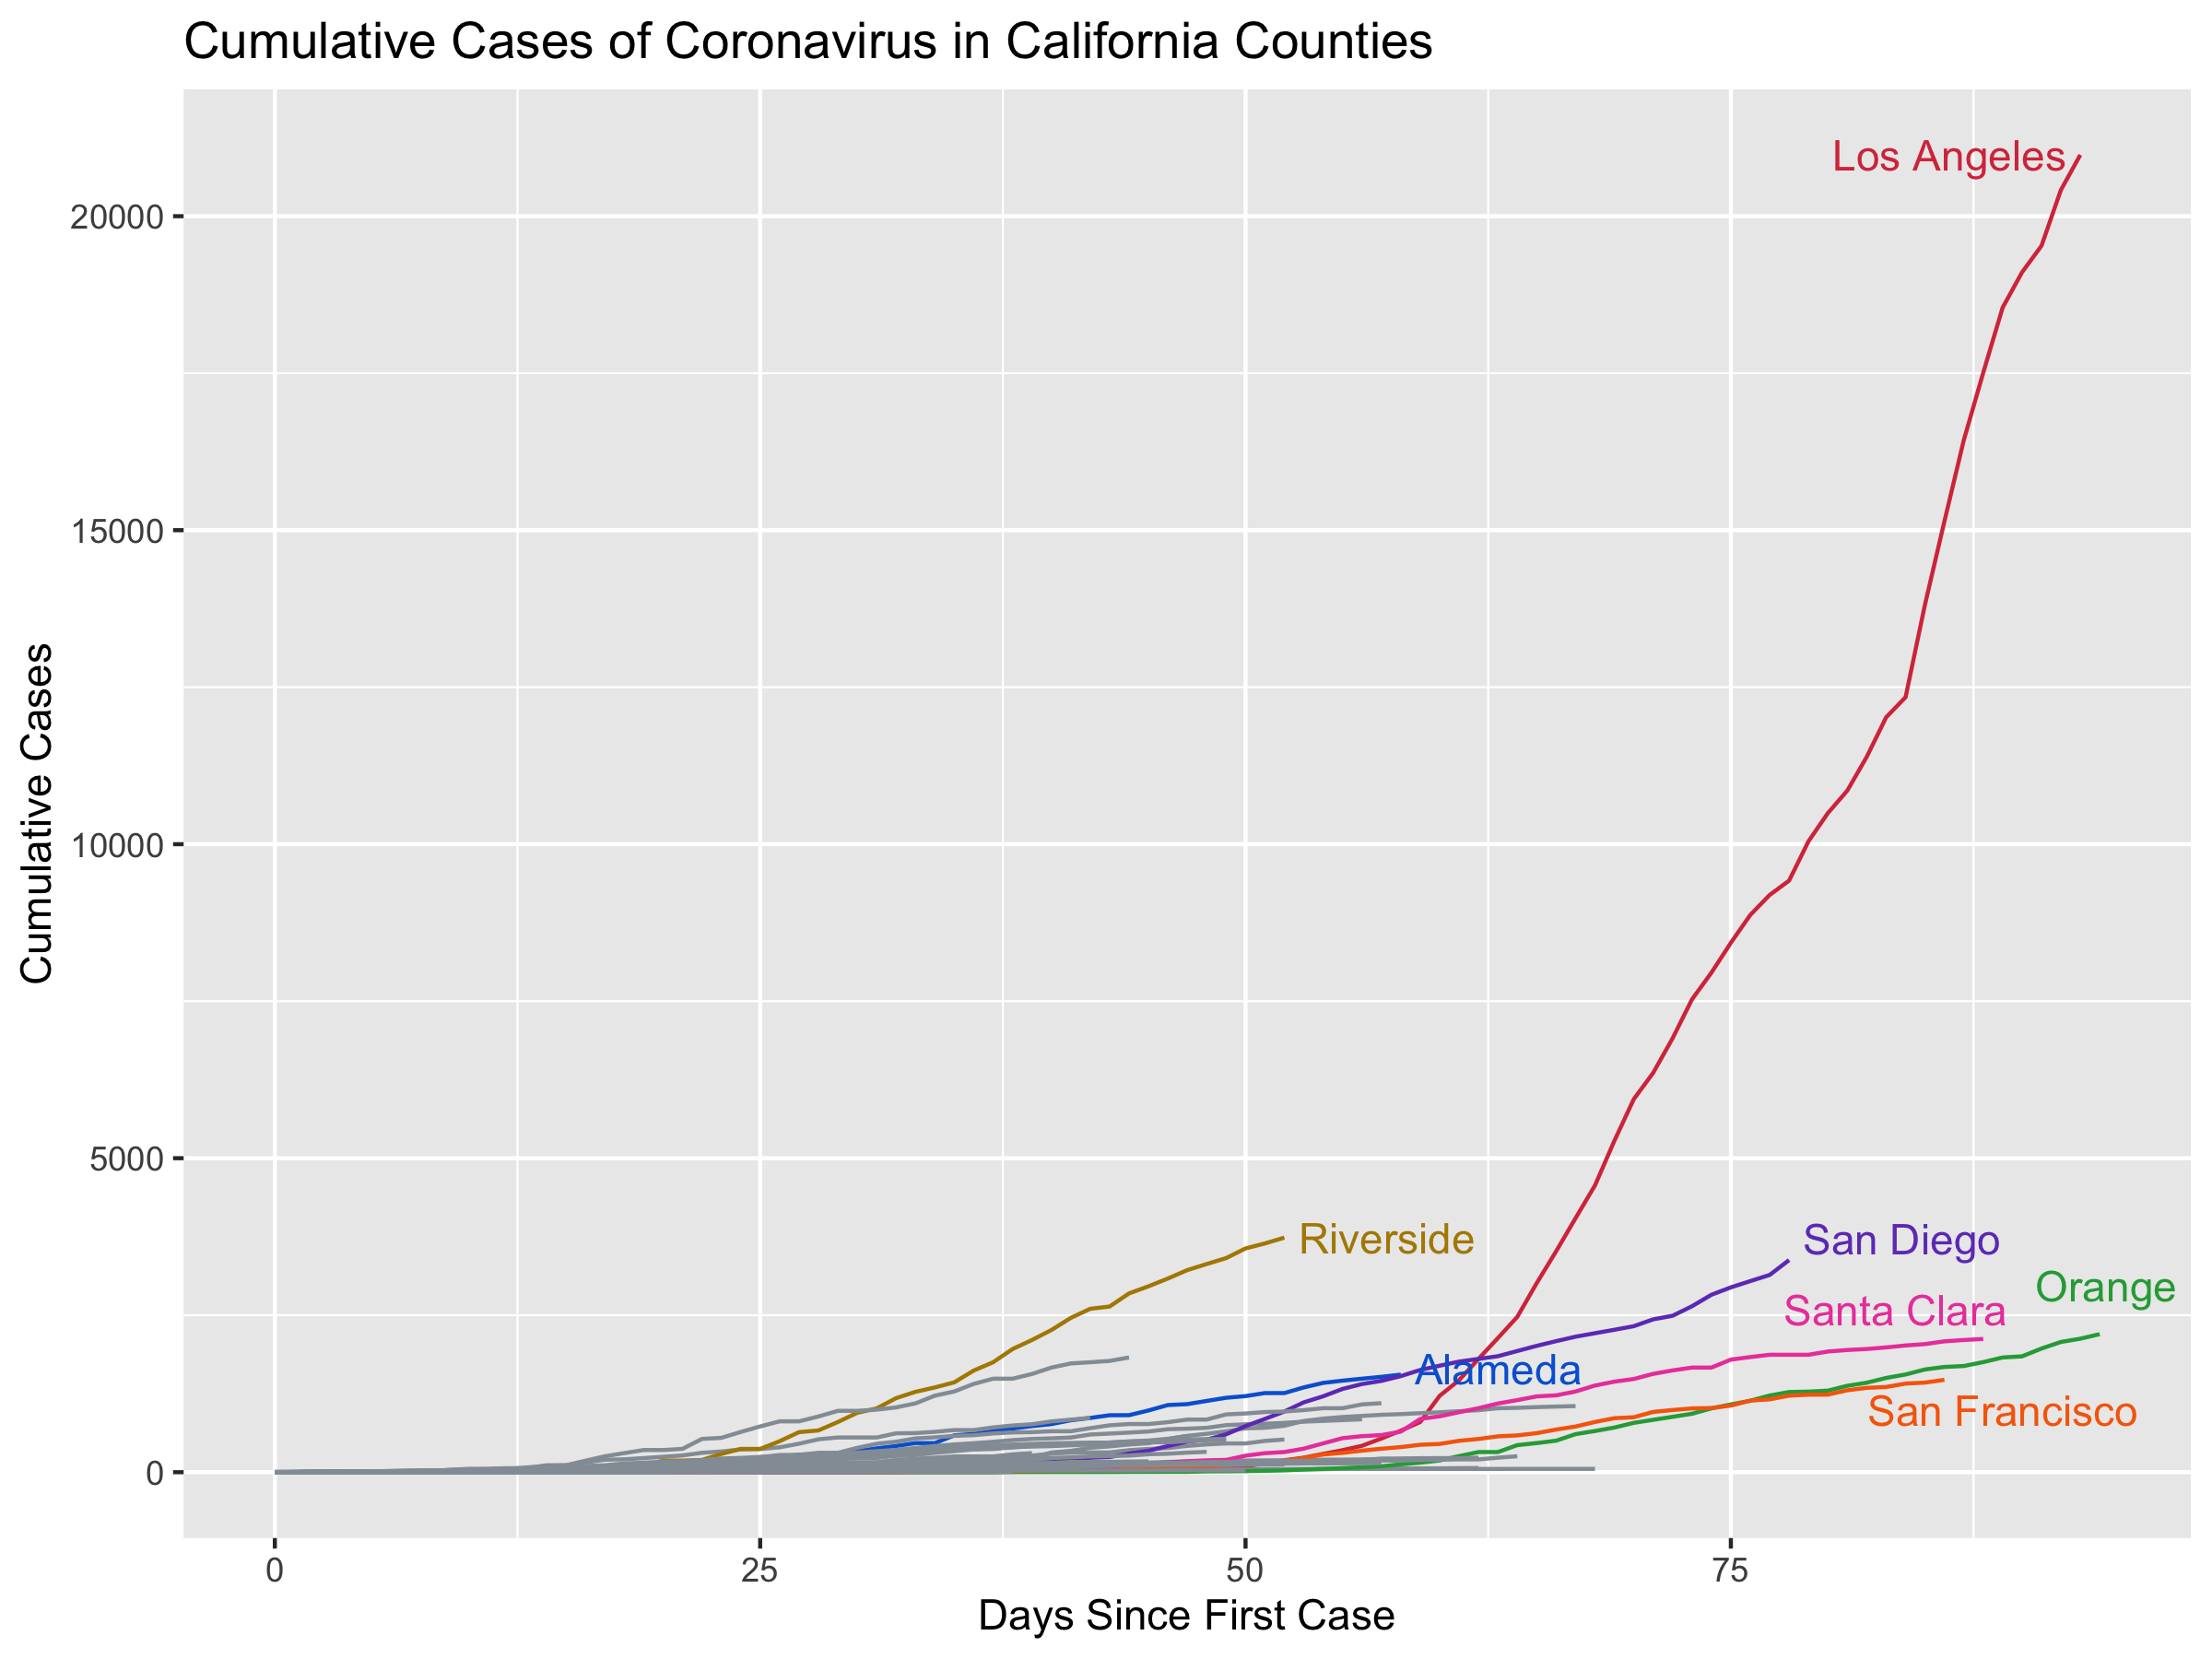 Cumulative Cases of Coronavirus in California Counties
Cumulative Cases
20000
15000
10000
5000
0
Los Angeles
Riverside
San Diego
Orange
Santa Clara
Alameda
San Francisco
0
25
50
75
Days Since First Case